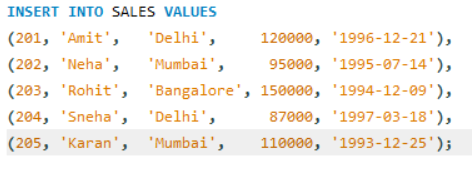 INSERT INTO SALES VALUES
(201, 'Amit', 'Delhi', 120000, '1996-12-21'),
(202, 'Neha', 'Mumbai', 95000, '1995-07-14'),
(203, 'Rohit', 'Bangalore', 150000, '1994-12-09'),
(204, 'Sneha', 'Delhi', 87000, '1997-03-18'),
(205, 'Karan', 'Mumbai', 110000, '1993-12-25');